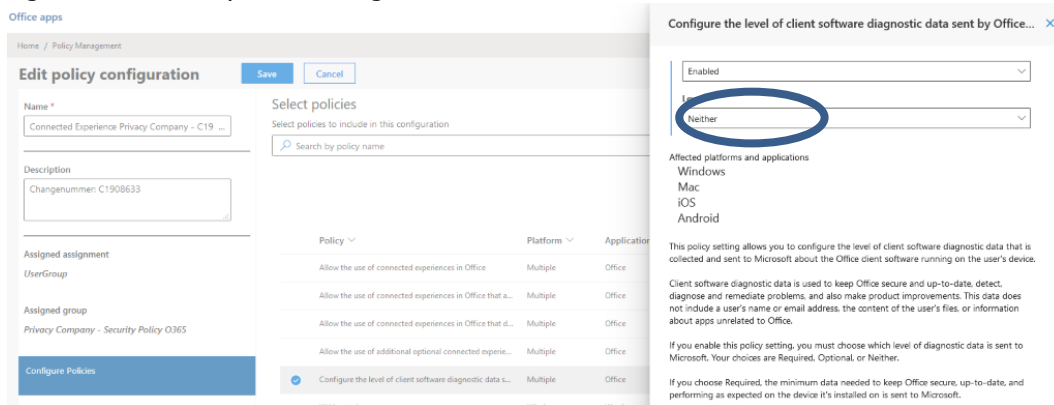 Office apps
Home / Policy Management
Edit policy configuration
Save
Cancel
Name *
Connected Experience Privacy Company - C19 ...
Description
Changenummer: C1908633
Assigned assignment
UserGroup
Assigned group
Privacy Company - Security Policy O365
Configure Policies
Select policies
Select policies to include in this configuration
Search by policy name
Policy Platform Application
Allow the use of connected experiences in Office Multiple Office
Allow the use of connected experiences in Office that a... Multiple Office
Allow the use of connected experiences in Office that d... Multiple Office
Allow the use of additional optional connected experie... Multiple Office
Configure the level of client software diagnostic data s... Multiple Office
Configure the level of client software diagnostic data sent by Office... ×
Enabled
Neither
Affected platforms and applications
Windows
Mac
iOS
Android
This policy setting allows you to configure the level of client software diagnostic data that is
collected and sent to Microsoft about the Office client software running on the user's device.
Client software diagnostic data is used to keep Office secure and up-to-date, detect,
diagnose and remediate problems, and also make product improvements. This data does
not include a user's name or email address, the content of the user's files, or information
about apps unrelated to Office.
If you enable this policy setting, you must choose which level of diagnostic data is sent to
Microsoft. Your choices are Required, Optional, or Neither.
If you choose Required, the minimum data needed to keep Office secure, up-to-date, and
performing as expected on the device it's installed on is sent to Microsoft.